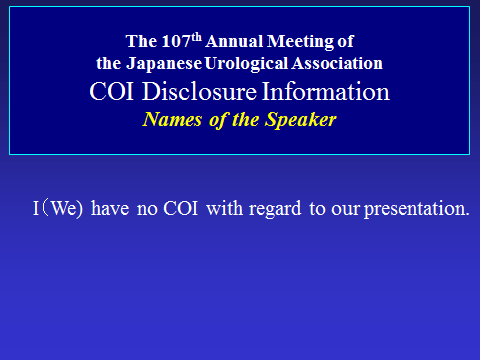 The 107th Annual Meeting of
the Japanese Urological Association
COI Disclosure Information
Names of the Speaker
I（We）have no COI with regard to our presentation.